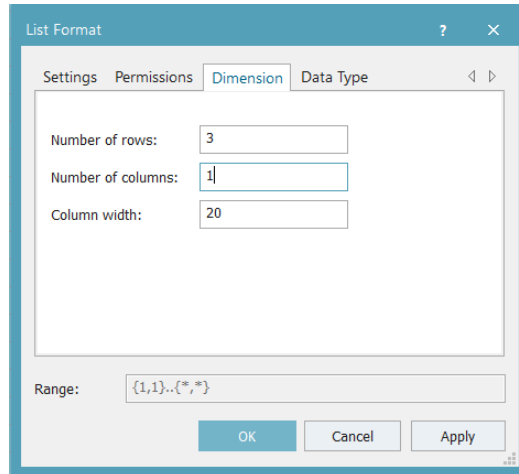 List Format ? ×
Settings Permissions Dimension Data Type
Number of rows: 3
Number of columns: 1
Column width: 20
Range: {1,1}..{*,*}
OK Cancel Apply